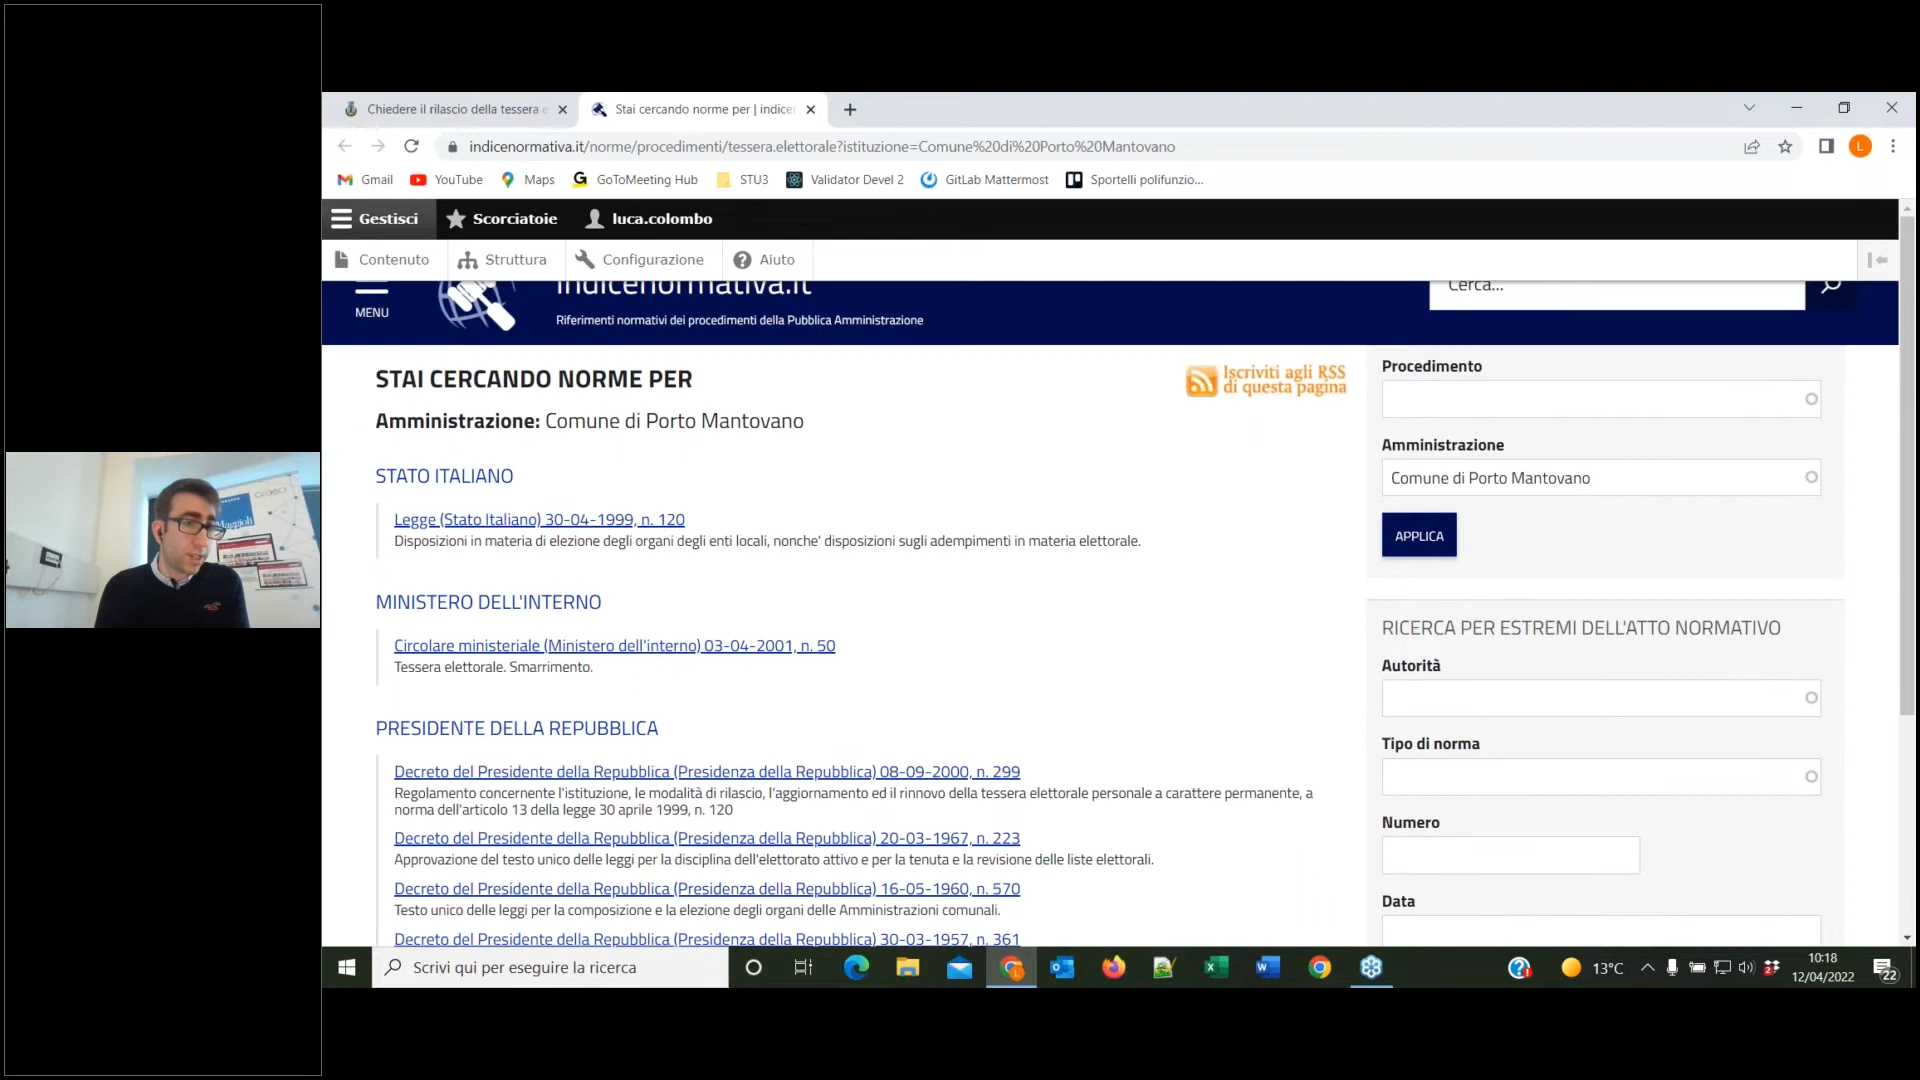 Chiedere il rilascio della tessera e
Stai cercando norme per | indice
indicenormativa.it/norme/procedimenti/tessera.elettorale?istituzione=Comune%20di%20Porto%20Mantovano
L
Gmail
YouTube
Maps
GoToMeeting Hub
STU3
Validator Devel 2
GitLab Mattermost
Sportelli polifunzio...
Gestisci
Scorciatoie
luca.colombo
Contenuto
Struttura
Configurazione
Aiuto
MENU
indicenormativa.it
Riferimenti normativi dei procedimenti della Pubblica Amministrazione
Cerca...
STAI CERCANDO NORME PER
Iscriviti agli RSS
di questa pagina
Amministrazione: Comune di Porto Mantovano
STATO ITALIANO
Legge (Stato Italiano) 30-04-1999, n. 120
Disposizioni in materia di elezione degli organi degli enti locali, nonche' disposizioni sugli adempimenti in materia elettorale.
MINISTERO DELL'INTERNO
Circolare ministeriale (Ministero dell'interno) 03-04-2001, n. 50
Tessera elettorale. Smarrimento.
PRESIDENTE DELLA REPUBBLICA
Decreto del Presidente della Repubblica (Presidenza della Repubblica) 08-09-2000, n. 299
Regolamento concernente l'istituzione, le modalità di rilascio, l'aggiornamento ed il rinnovo della tessera elettorale personale a carattere permanente, a
norma dell'articolo 13 della legge 30 aprile 1999, n. 120
Decreto del Presidente della Repubblica (Presidenza della Repubblica) 20-03-1967, n. 223
Approvazione del testo unico delle leggi per la disciplina dell'elettorato attivo e per la tenuta e la revisione delle liste elettorali.
Decreto del Presidente della Repubblica (Presidenza della Repubblica) 16-05-1960, n. 570
Testo unico delle leggi per la composizione e la elezione degli organi delle Amministrazioni comunali.
Decreto del Presidente della Repubblica (Presidenza della Repubblica) 30-03-1957, n. 361
Procedimento
Amministrazione
Comune di Porto Mantovano
APPLICA
RICERCA PER ESTREMI DELL'ATTO NORMATIVO
Autorità
Tipo di norma
Numero
Data
Maggioli
GLOBO
Scrivi qui per eseguire la ricerca
13°C
10:18
12/04/2022
22